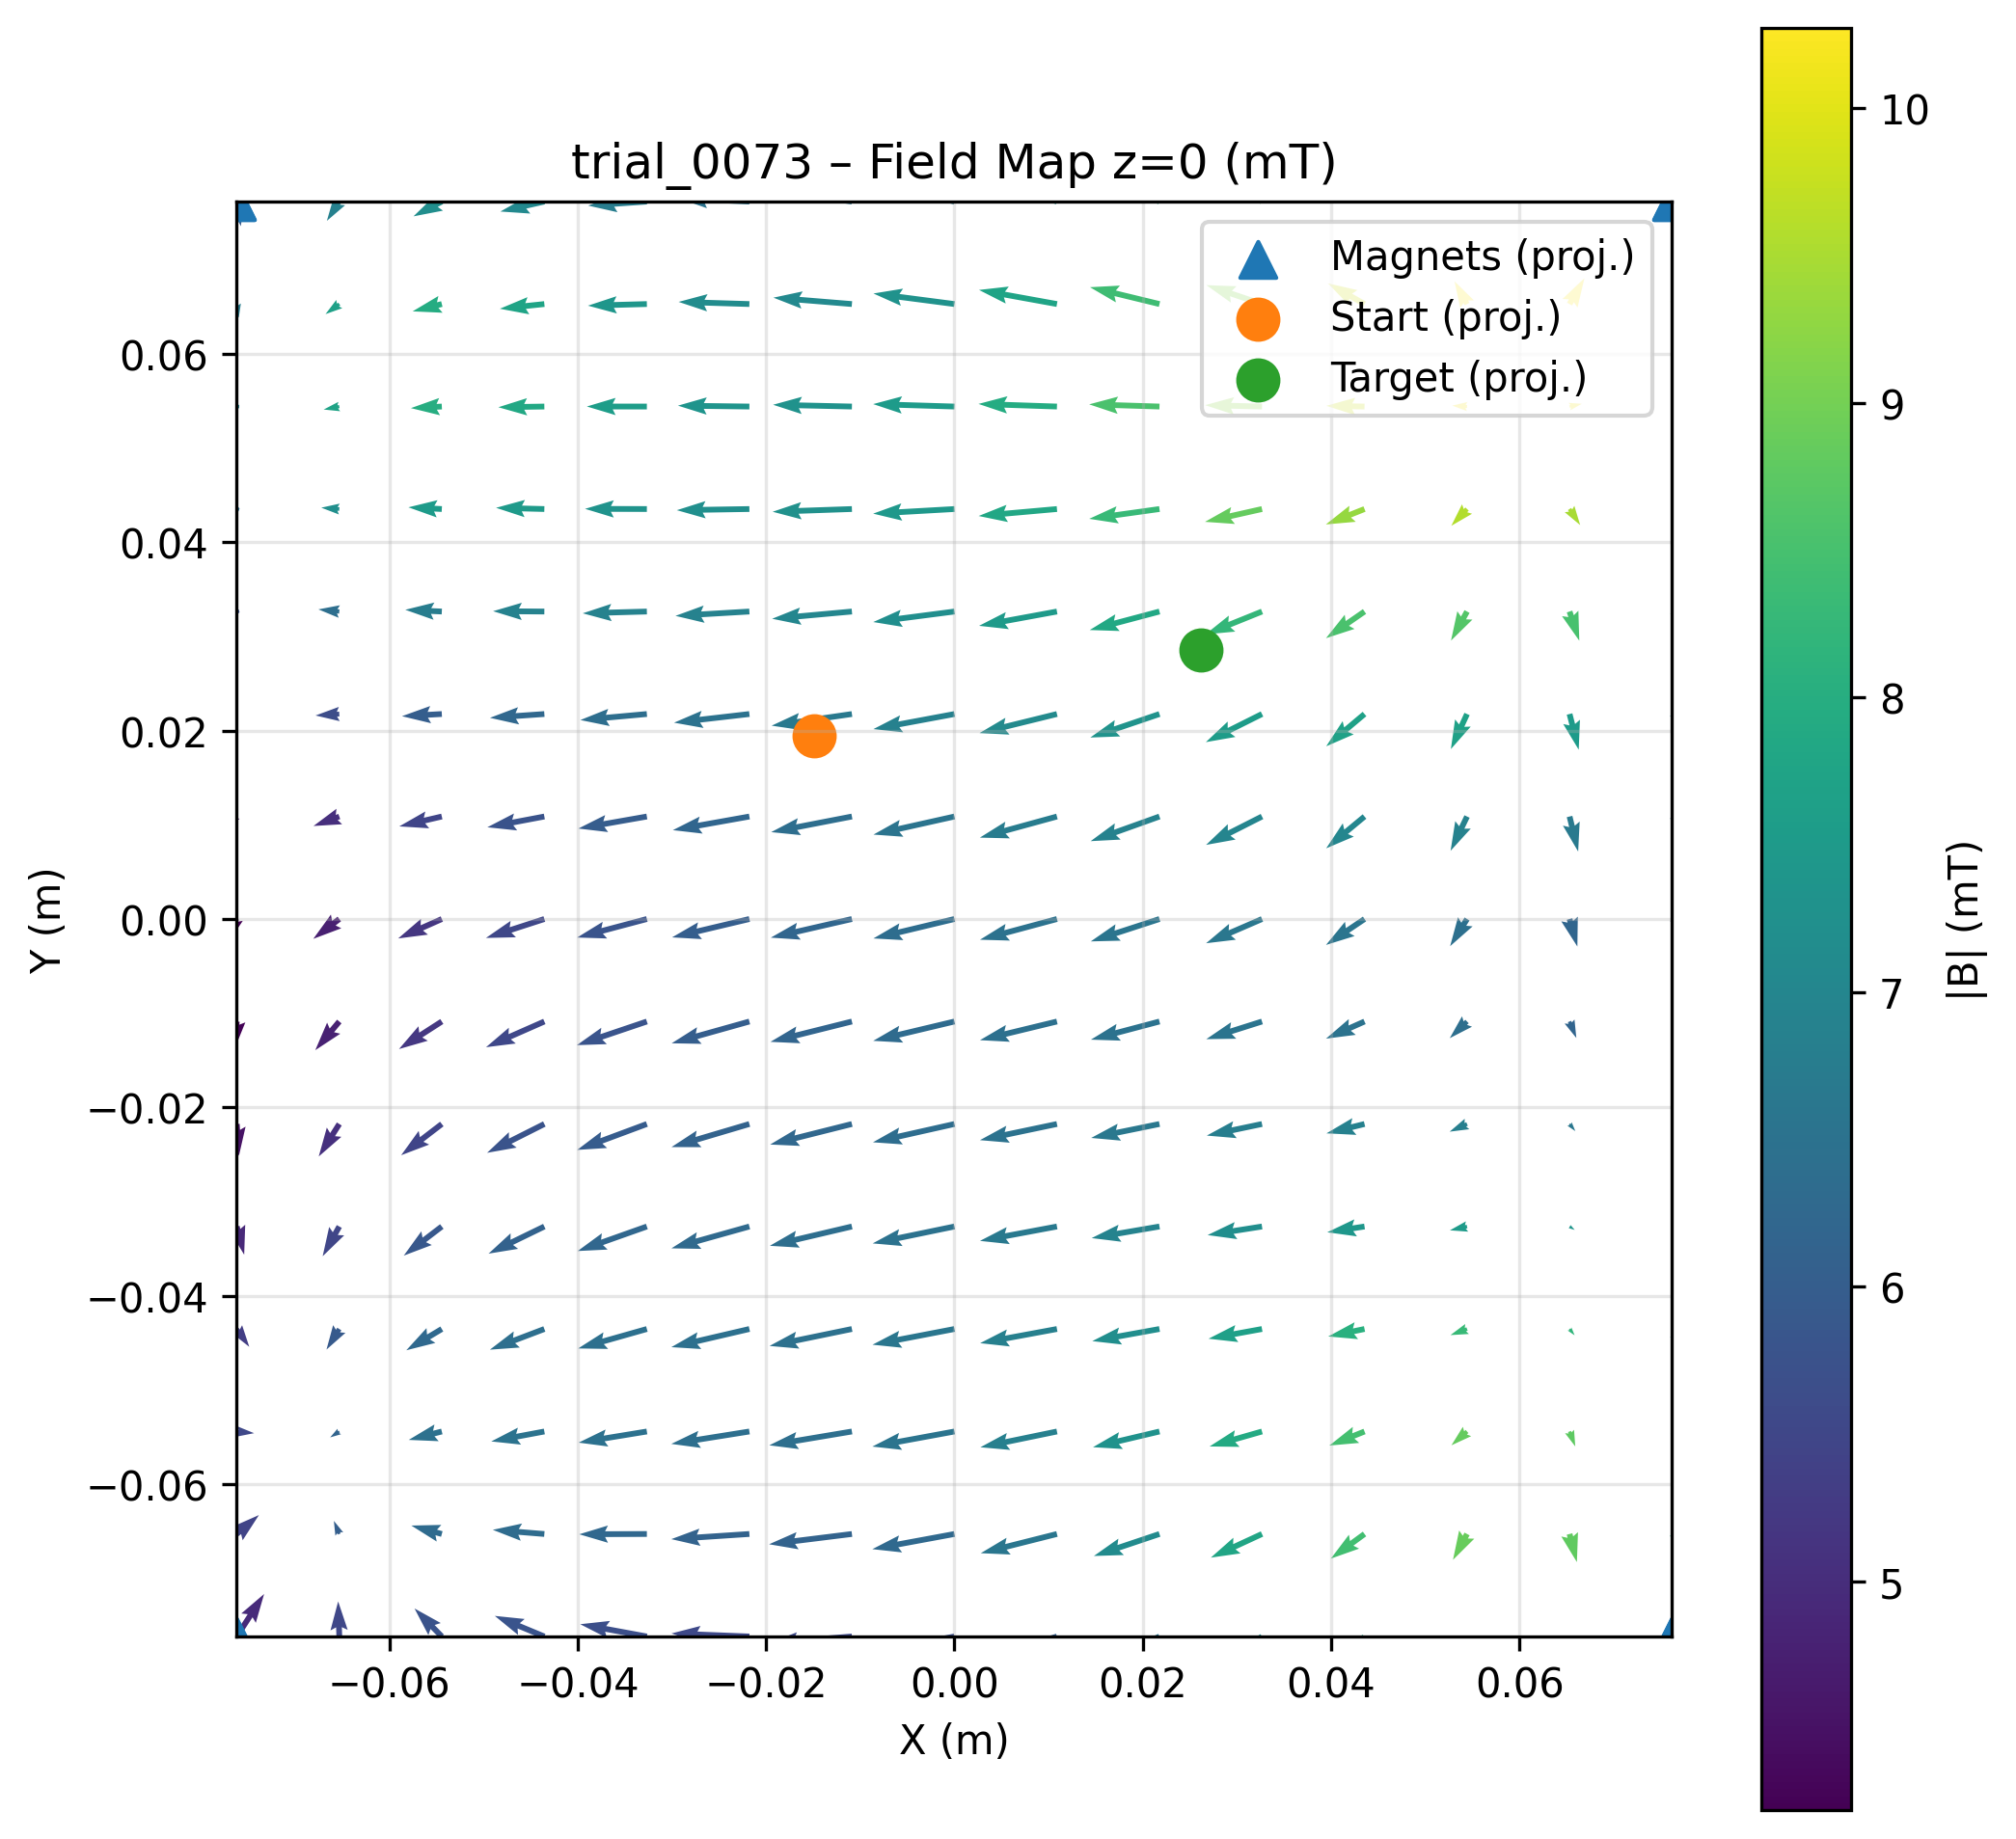 trial_0073 – Field Map z=0 (mT)
Magnets (proj.)
Start (proj.)
Target (proj.)
0.06
0.04
0.02
0.00
−0.02
−0.04
−0.06
Y (m)
−0.06 −0.04 −0.02 0.00 0.02 0.04 0.06
X (m)
10
9
8
7
6
5
|B| (mT)